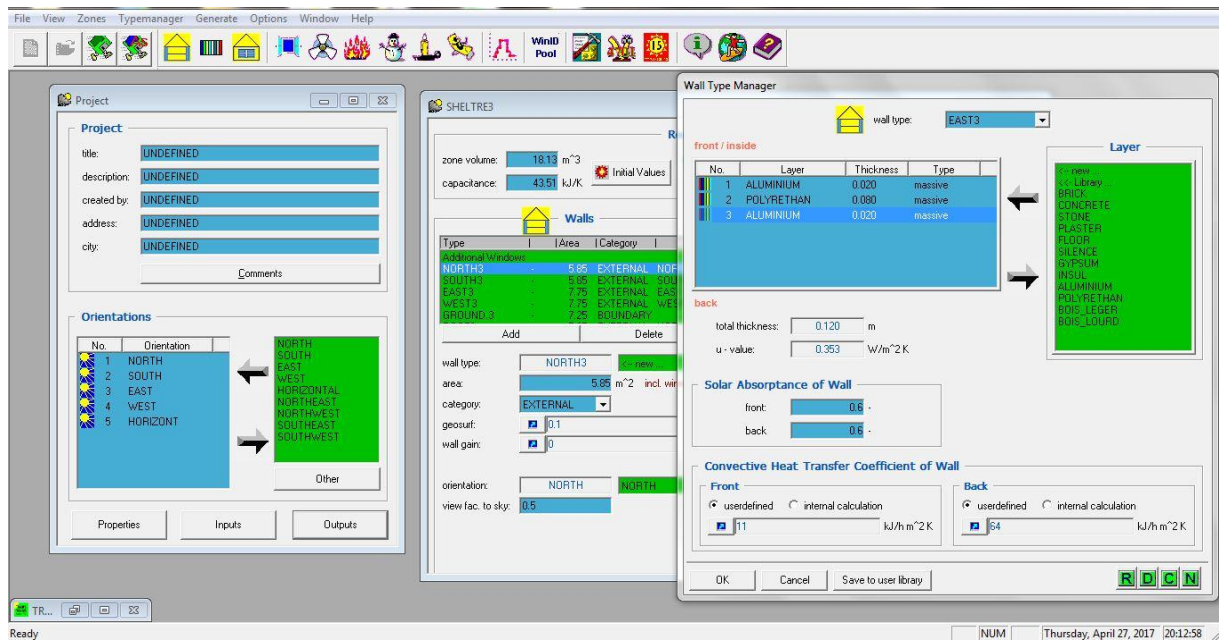 File View Zones Typemanager Generate Options Window Help
WinID Pool
Project
Project
title: UNDEFINED
description: UNDEFINED
created by: UNDEFINED
address: UNDEFINED
city: UNDEFINED
Comments
Orientations
No. Orientation
1 NORTH
2 SOUTH
3 EAST
4 WEST
5 HORIZONT
NORTH
SOUTH
EAST
WEST
HORIZONTAL
NORTHEAST
NORTHWEST
SOUTHEAST
SOUTHWEST
Other
Properties Inputs Outputs
SHELTRE3
zone volume: 18.13 m^3
capacitance: 43.51 kJ/K
Initial Values
Walls
Type Area Category
Additional Windows
NORTH3 - 5.85 EXTERNAL NOR
SOUTH3 - 5.85 EXTERNAL SOU
EAST3 - 7.75 EXTERNAL EAS
WEST3 - 7.75 EXTERNAL WES
GROUND.3 - 7.25 BOUNDARY
Add Delete
wall type: NORTH3 <-- new ...
area: 5.85 m^2 incl. win
category: EXTERNAL
geosurf: 0.1
wall gain: 0
orientation: NORTH NORTH
view fac. to sky: 0.5
Wall Type Manager
wall type: EAST3
front / inside
No. Layer Thickness Type
1 ALUMINIUM 0.020 massive
2 POLYRETHAN 0.080 massive
3 ALUMINIUM 0.020 massive
back
total thickness: 0.120 m
u - value: 0.353 W/m^2 K
Layer
<-- new ...
<<- Library ...
BRICK
CONCRETE
STONE
PLASTER
FLOOR
SILENCE
GYPSUM
INSUL
ALUMINIUM
POLYRETHAN
BOIS_LEGER
BOIS_LOURD
Solar Absorptance of Wall
front: 0.6 -
back 0.6 -
Convective Heat Transfer Coefficient of Wall
Front
userdefined internal calculation
11 kJ/h m^2 K
Back
userdefined internal calculation
64 kJ/h m^2 K
OK Cancel Save to user library R D C N
TR...
Ready NUM Thursday, April 27, 2017 20:12:58